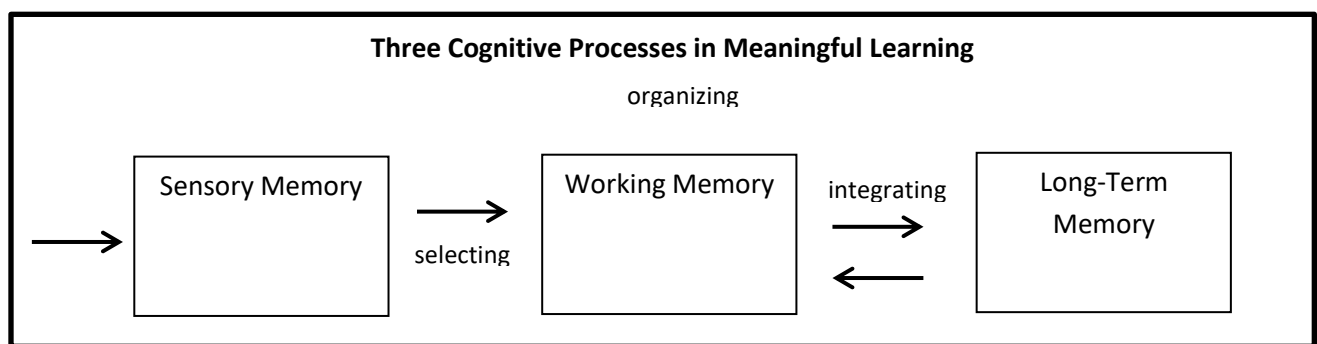 Three Cognitive Processes in Meaningful Learning
organizing
Sensory Memory
selecting
Working Memory
integrating
Long-Term
Memory